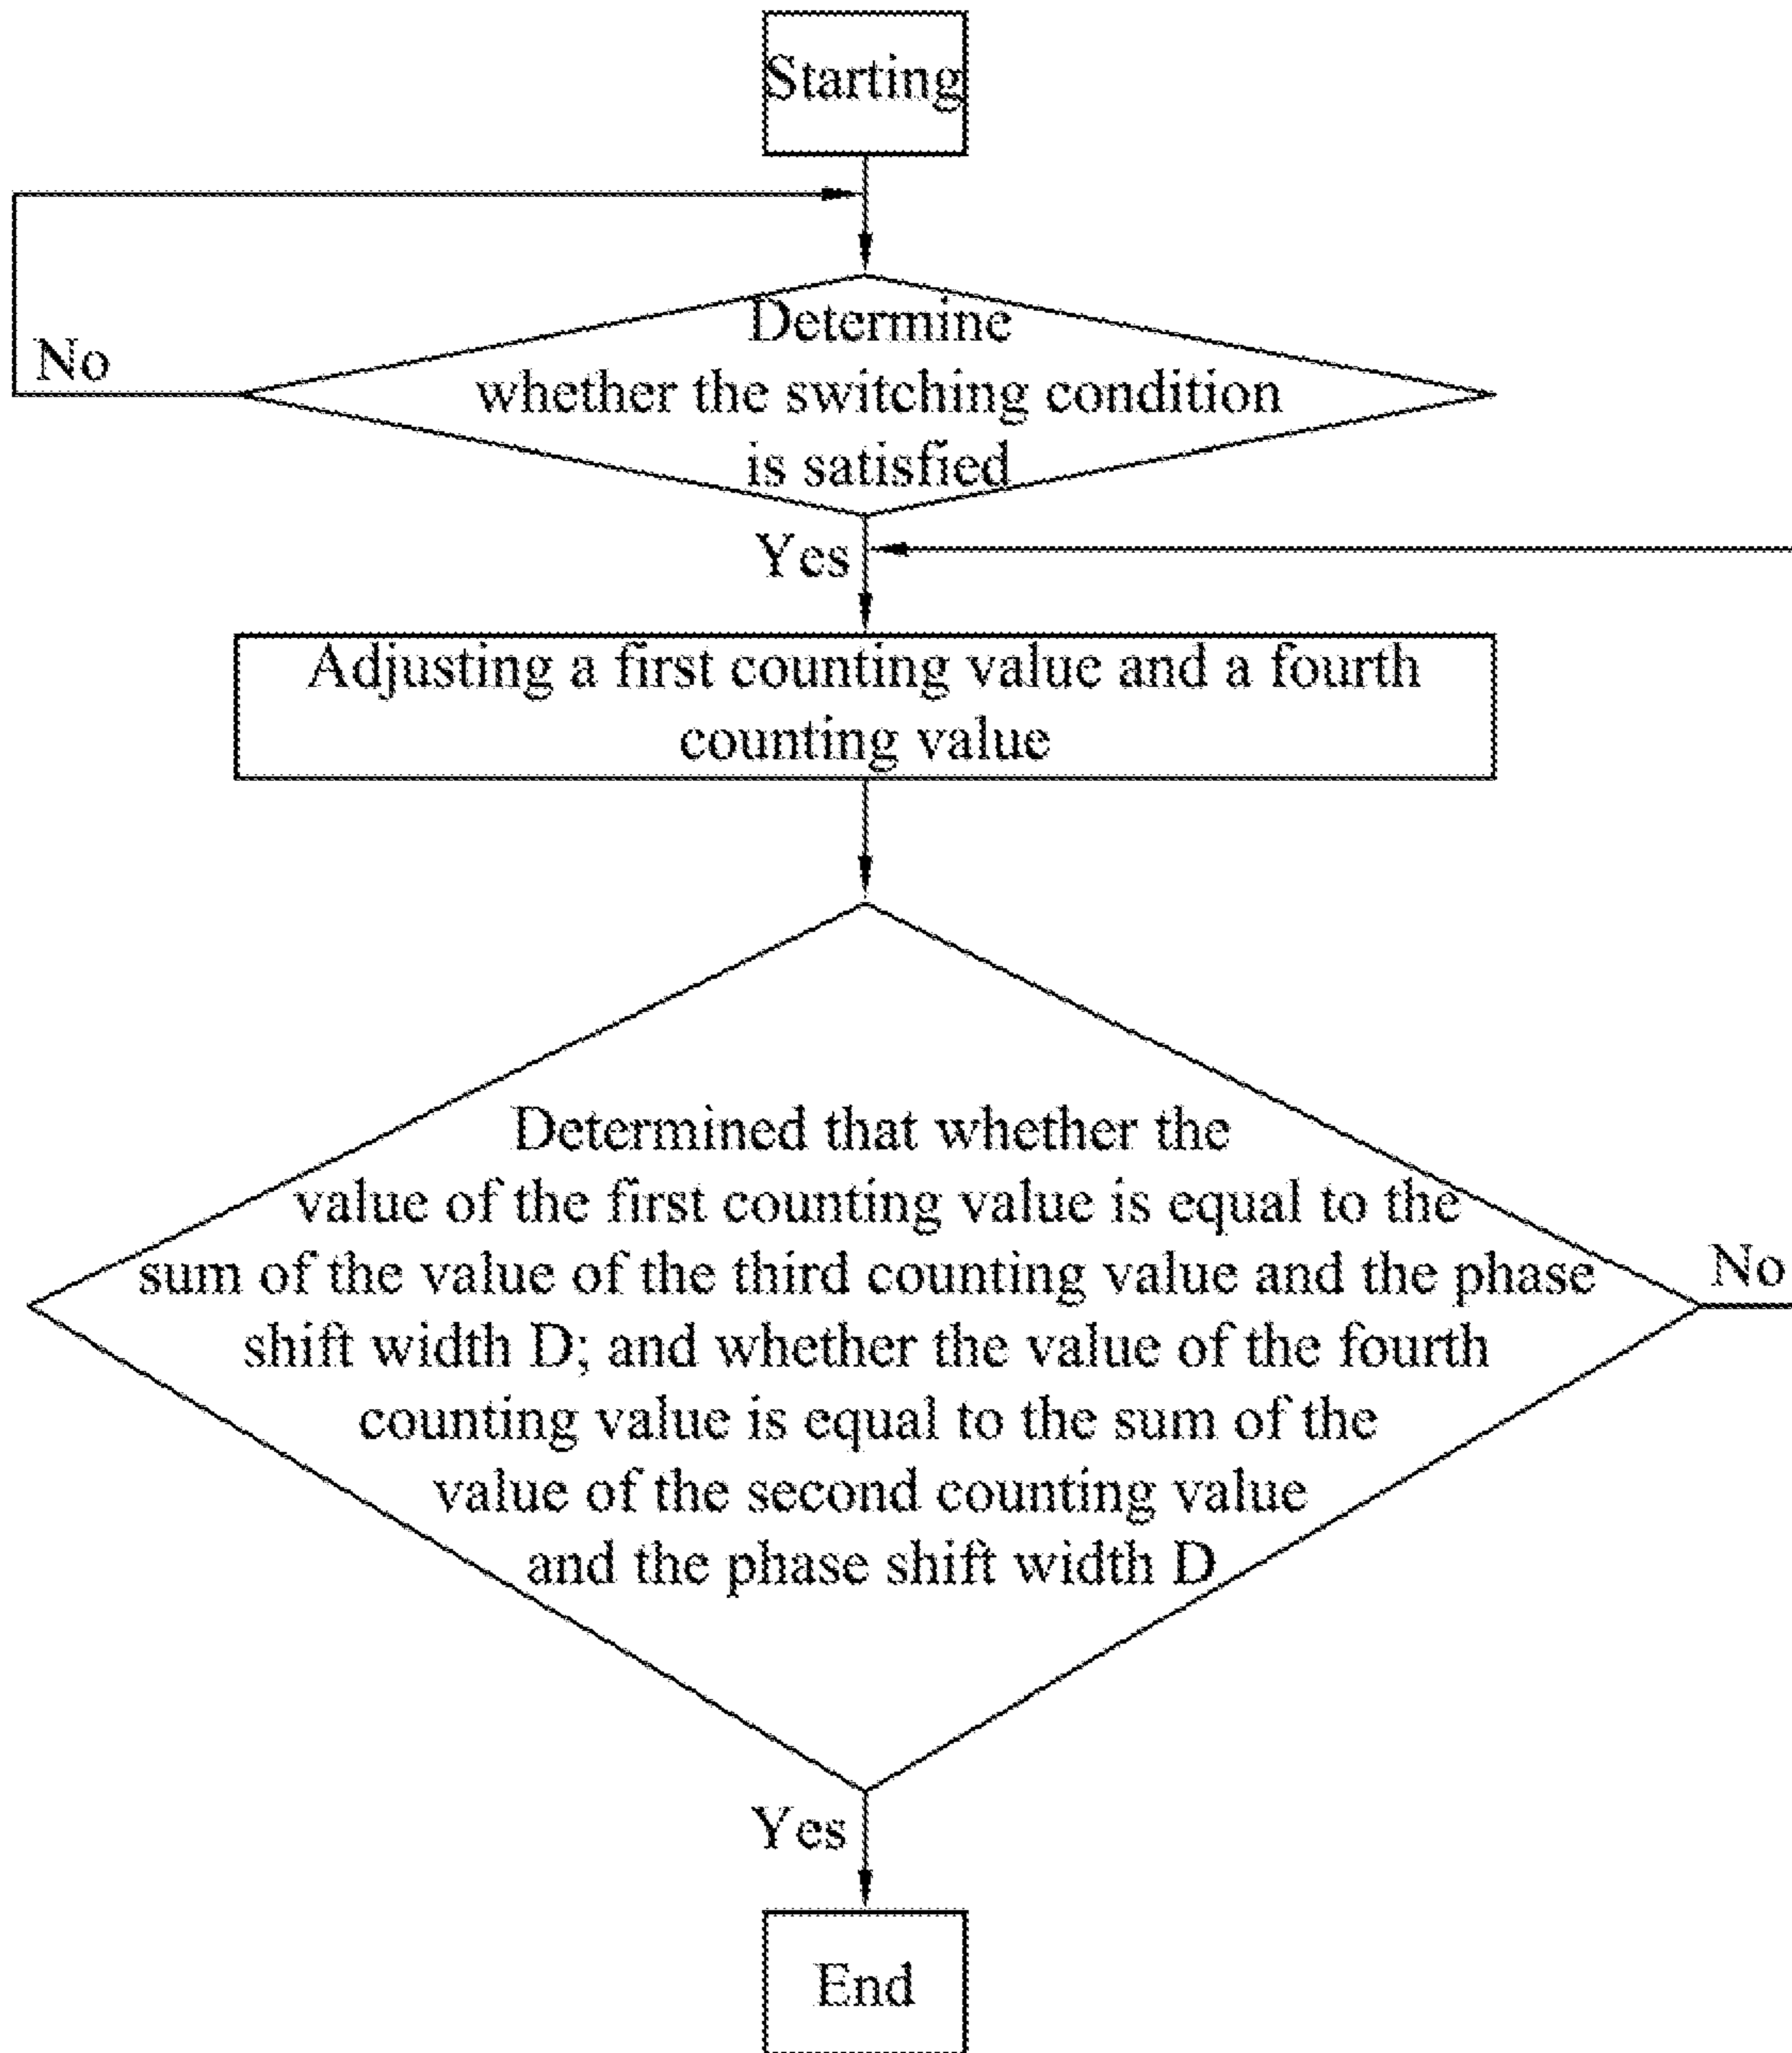 Starting
Determine
whether the switching condition
is satisfied
No
Yes
Adjusting a first counting value and a fourth
counting value
Determined that whether the
value of the first counting value is equal to the
sum of the value of the third counting value and the phase
shift width D; and whether the value of the fourth
counting value is equal to the sum of the
value of the second counting value
and the phase shift width D
No
Yes
End